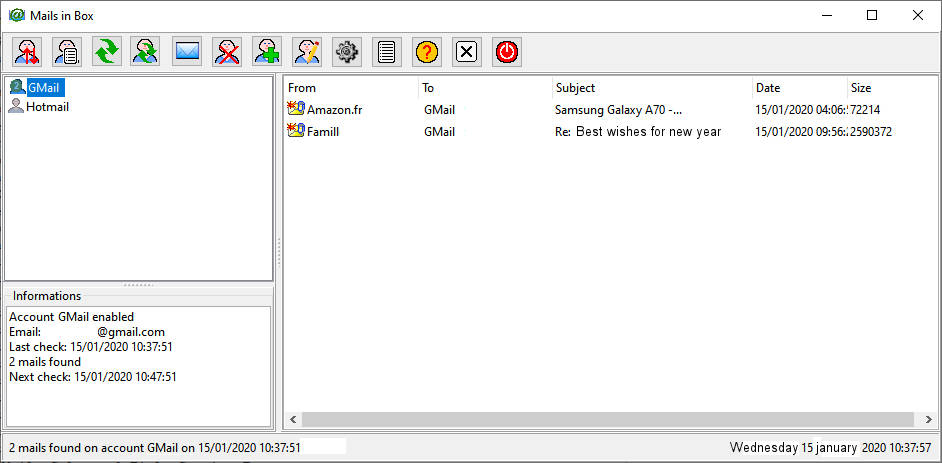 Mails in Box
GMail
Hotmail
From To Subject Date Size
Amazon.fr GMail Samsung Galaxy A70 -... 15/01/2020 04:06: 72214
Famill GMail Re: Best wishes for new year 15/01/2020 09:56: 2590372
Informations
Account GMail enabled
Email: @gmail.com
Last check: 15/01/2020 10:37:51
2 mails found
Next check: 15/01/2020 10:47:51
2 mails found on account GMail on 15/01/2020 10:37:51
Wednesday 15 january 2020 10:37:57